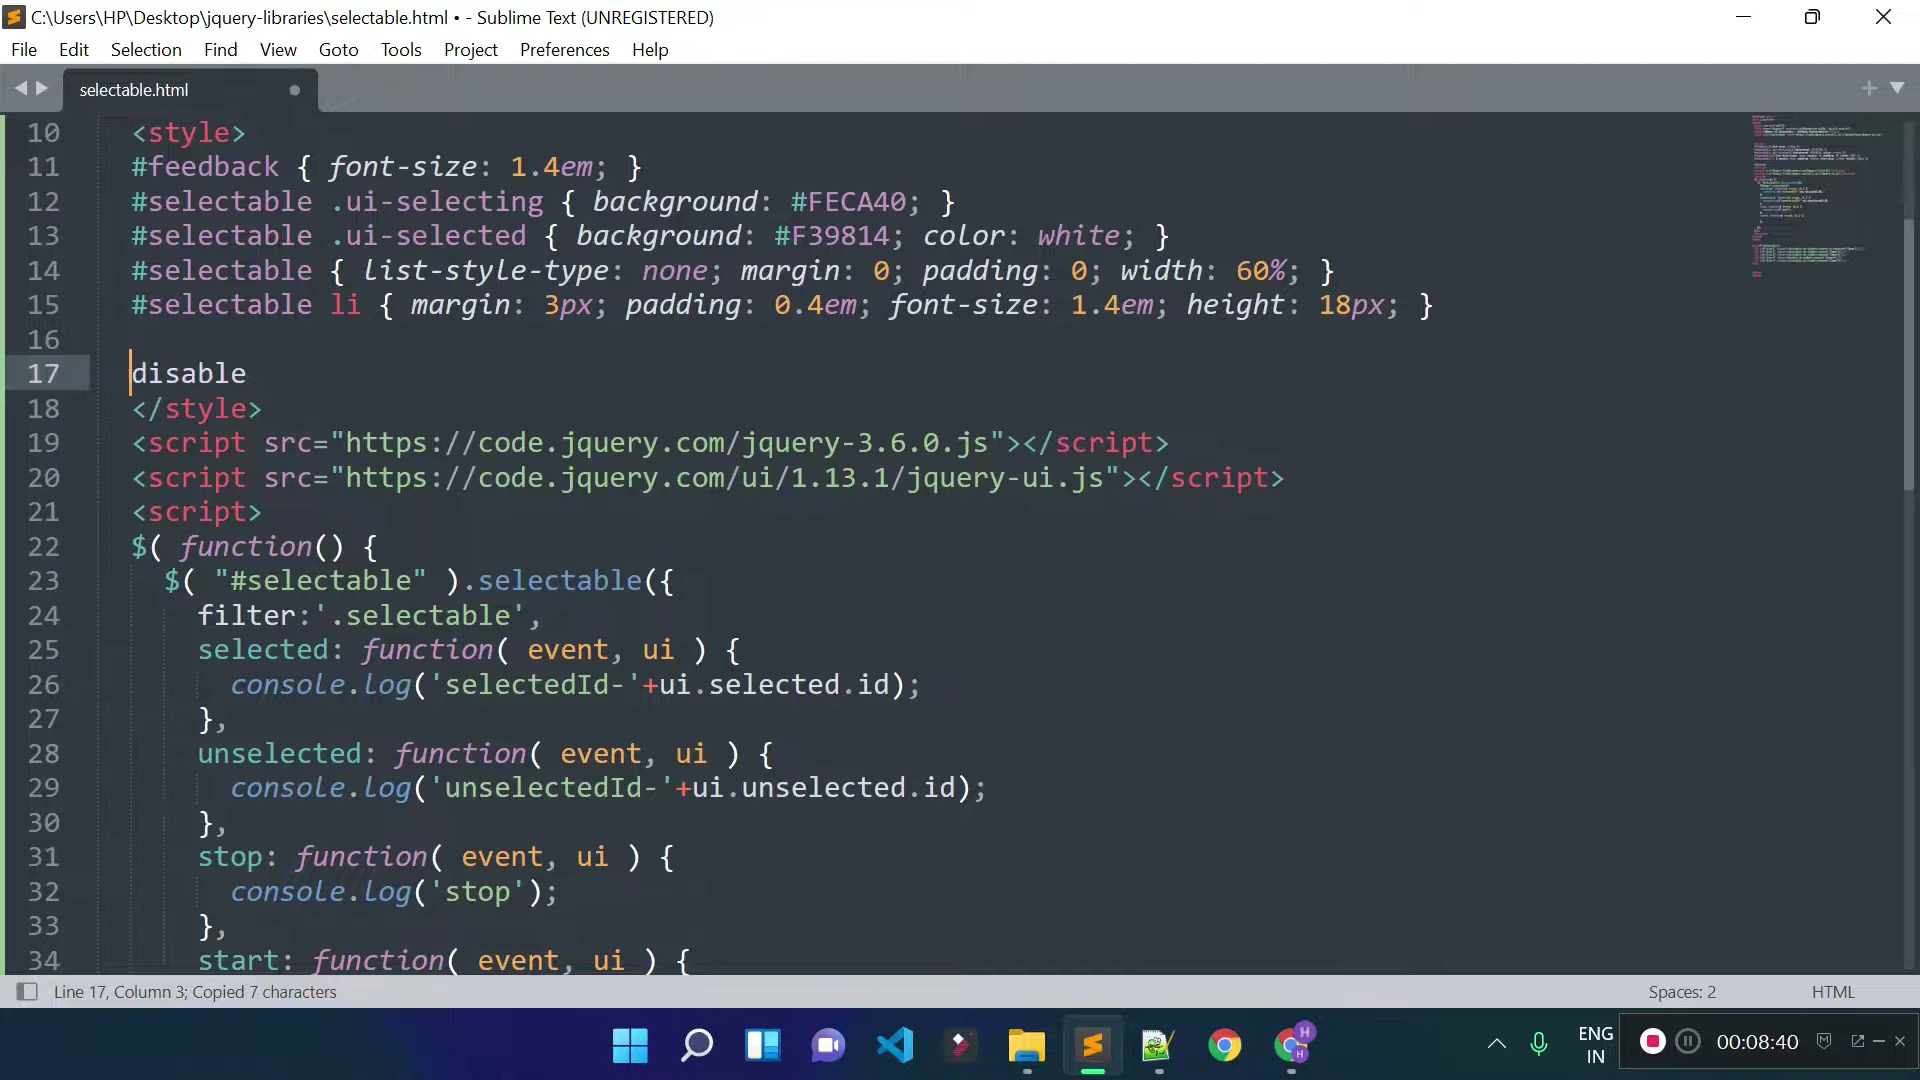 C:\Users\HP\Desktop\jquery-libraries\selectable.html • - Sublime Text (UNREGISTERED)
File Edit Selection Find View Goto Tools Project Preferences Help
selectable.html
10 <style>
11 #feedback { font-size: 1.4em; }
12 #selectable .ui-selecting { background: #FECA40; }
13 #selectable .ui-selected { background: #F39814; color: white; }
14 #selectable { list-style-type: none; margin: 0; padding: 0; width: 60%; }
15 #selectable li { margin: 3px; padding: 0.4em; font-size: 1.4em; height: 18px; }
16
17 disable
18 </style>
19 <script src="https://code.jquery.com/jquery-3.6.0.js"></script>
20 <script src="https://code.jquery.com/ui/1.13.1/jquery-ui.js"></script>
21 <script>
22 $( function() {
23 $( "#selectable" ).selectable({
24 filter:'.selectable',
25 selected: function( event, ui ) {
26 console.log('selectedId-'+ui.selected.id);
27 },
28 unselected: function( event, ui ) {
29 console.log('unselectedId-'+ui.unselected.id);
30 },
31 stop: function( event, ui ) {
32 console.log('stop');
33 },
34 start: function( event, ui ) {
Line 17, Column 3; Copied 7 characters Spaces: 2 HTML
ENG
IN
00:08:40